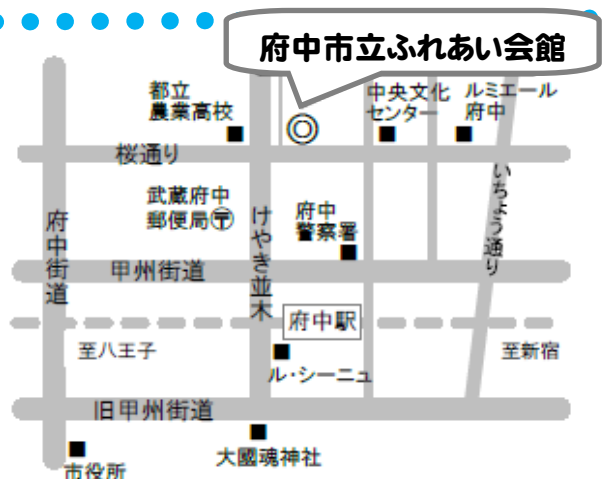 府中市立ふれあい会館
都立
農業高校
中央文化
センター
ルミエール
府中
桜通り
いちょう通り
武蔵府中
郵便局〒
府中
警察署
けやき並木
府中街道
甲州街道
府中駅
至八王子
至新宿
ル・シーニュ
旧甲州街道
大國魂神社
市役所